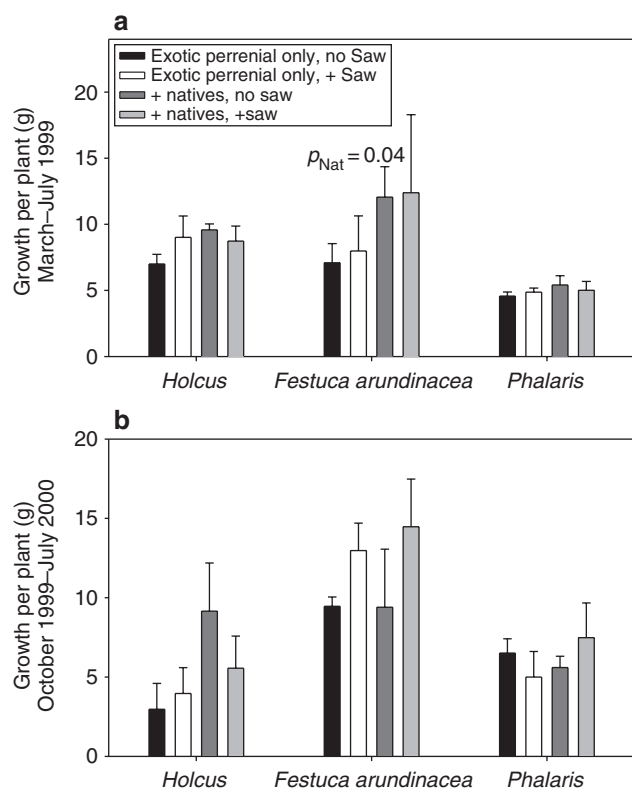 a
Exotic perrenial only, no Saw
Exotic perrenial only, + Saw
+ natives, no saw
+ natives, +saw
pNat = 0.04
Growth per plant (g)
March–July 1999
20
15
10
5
0
Holcus Festuca arundinacea Phalaris
b
Growth per plant (g)
October 1999–July 2000
20
15
10
5
0
Holcus Festuca arundinacea Phalaris